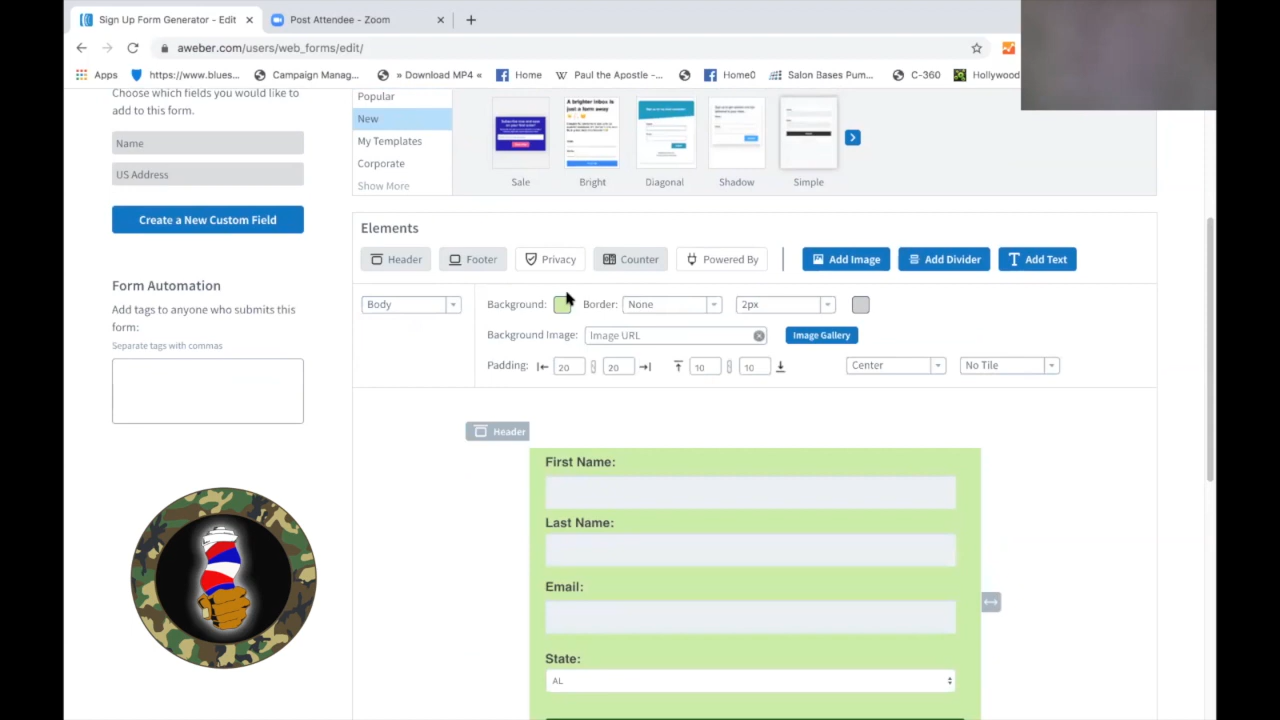 Sign Up Form Generator - Edit
Post Attendee - Zoom
aweber.com/users/web_forms/edit/
Apps
https://www.blues...
Campaign Manag...
» Download MP4 «
Home
Paul the Apostle -...
Home0
Salon Bases Pum...
C-360
Hollywood
Choose which fields you would like to add to this form:
Name
US Address
Create a New Custom Field
Form Automation
Add tags to anyone who submits this form:
Separate tags with commas
Popular
New
My Templates
Corporate
Show More
A brighter inbox is
just a form away
Sale
Bright
Diagonal
Shadow
Simple
Elements
Header
Footer
Privacy
Counter
Powered By
Add Image
Add Divider
Add Text
Body
Background:
Border:
None
2px
Background Image:
Image URL
Image Gallery
Padding:
20
20
10
10
Center
No Tile
Header
First Name:
Last Name:
Email:
State:
AL